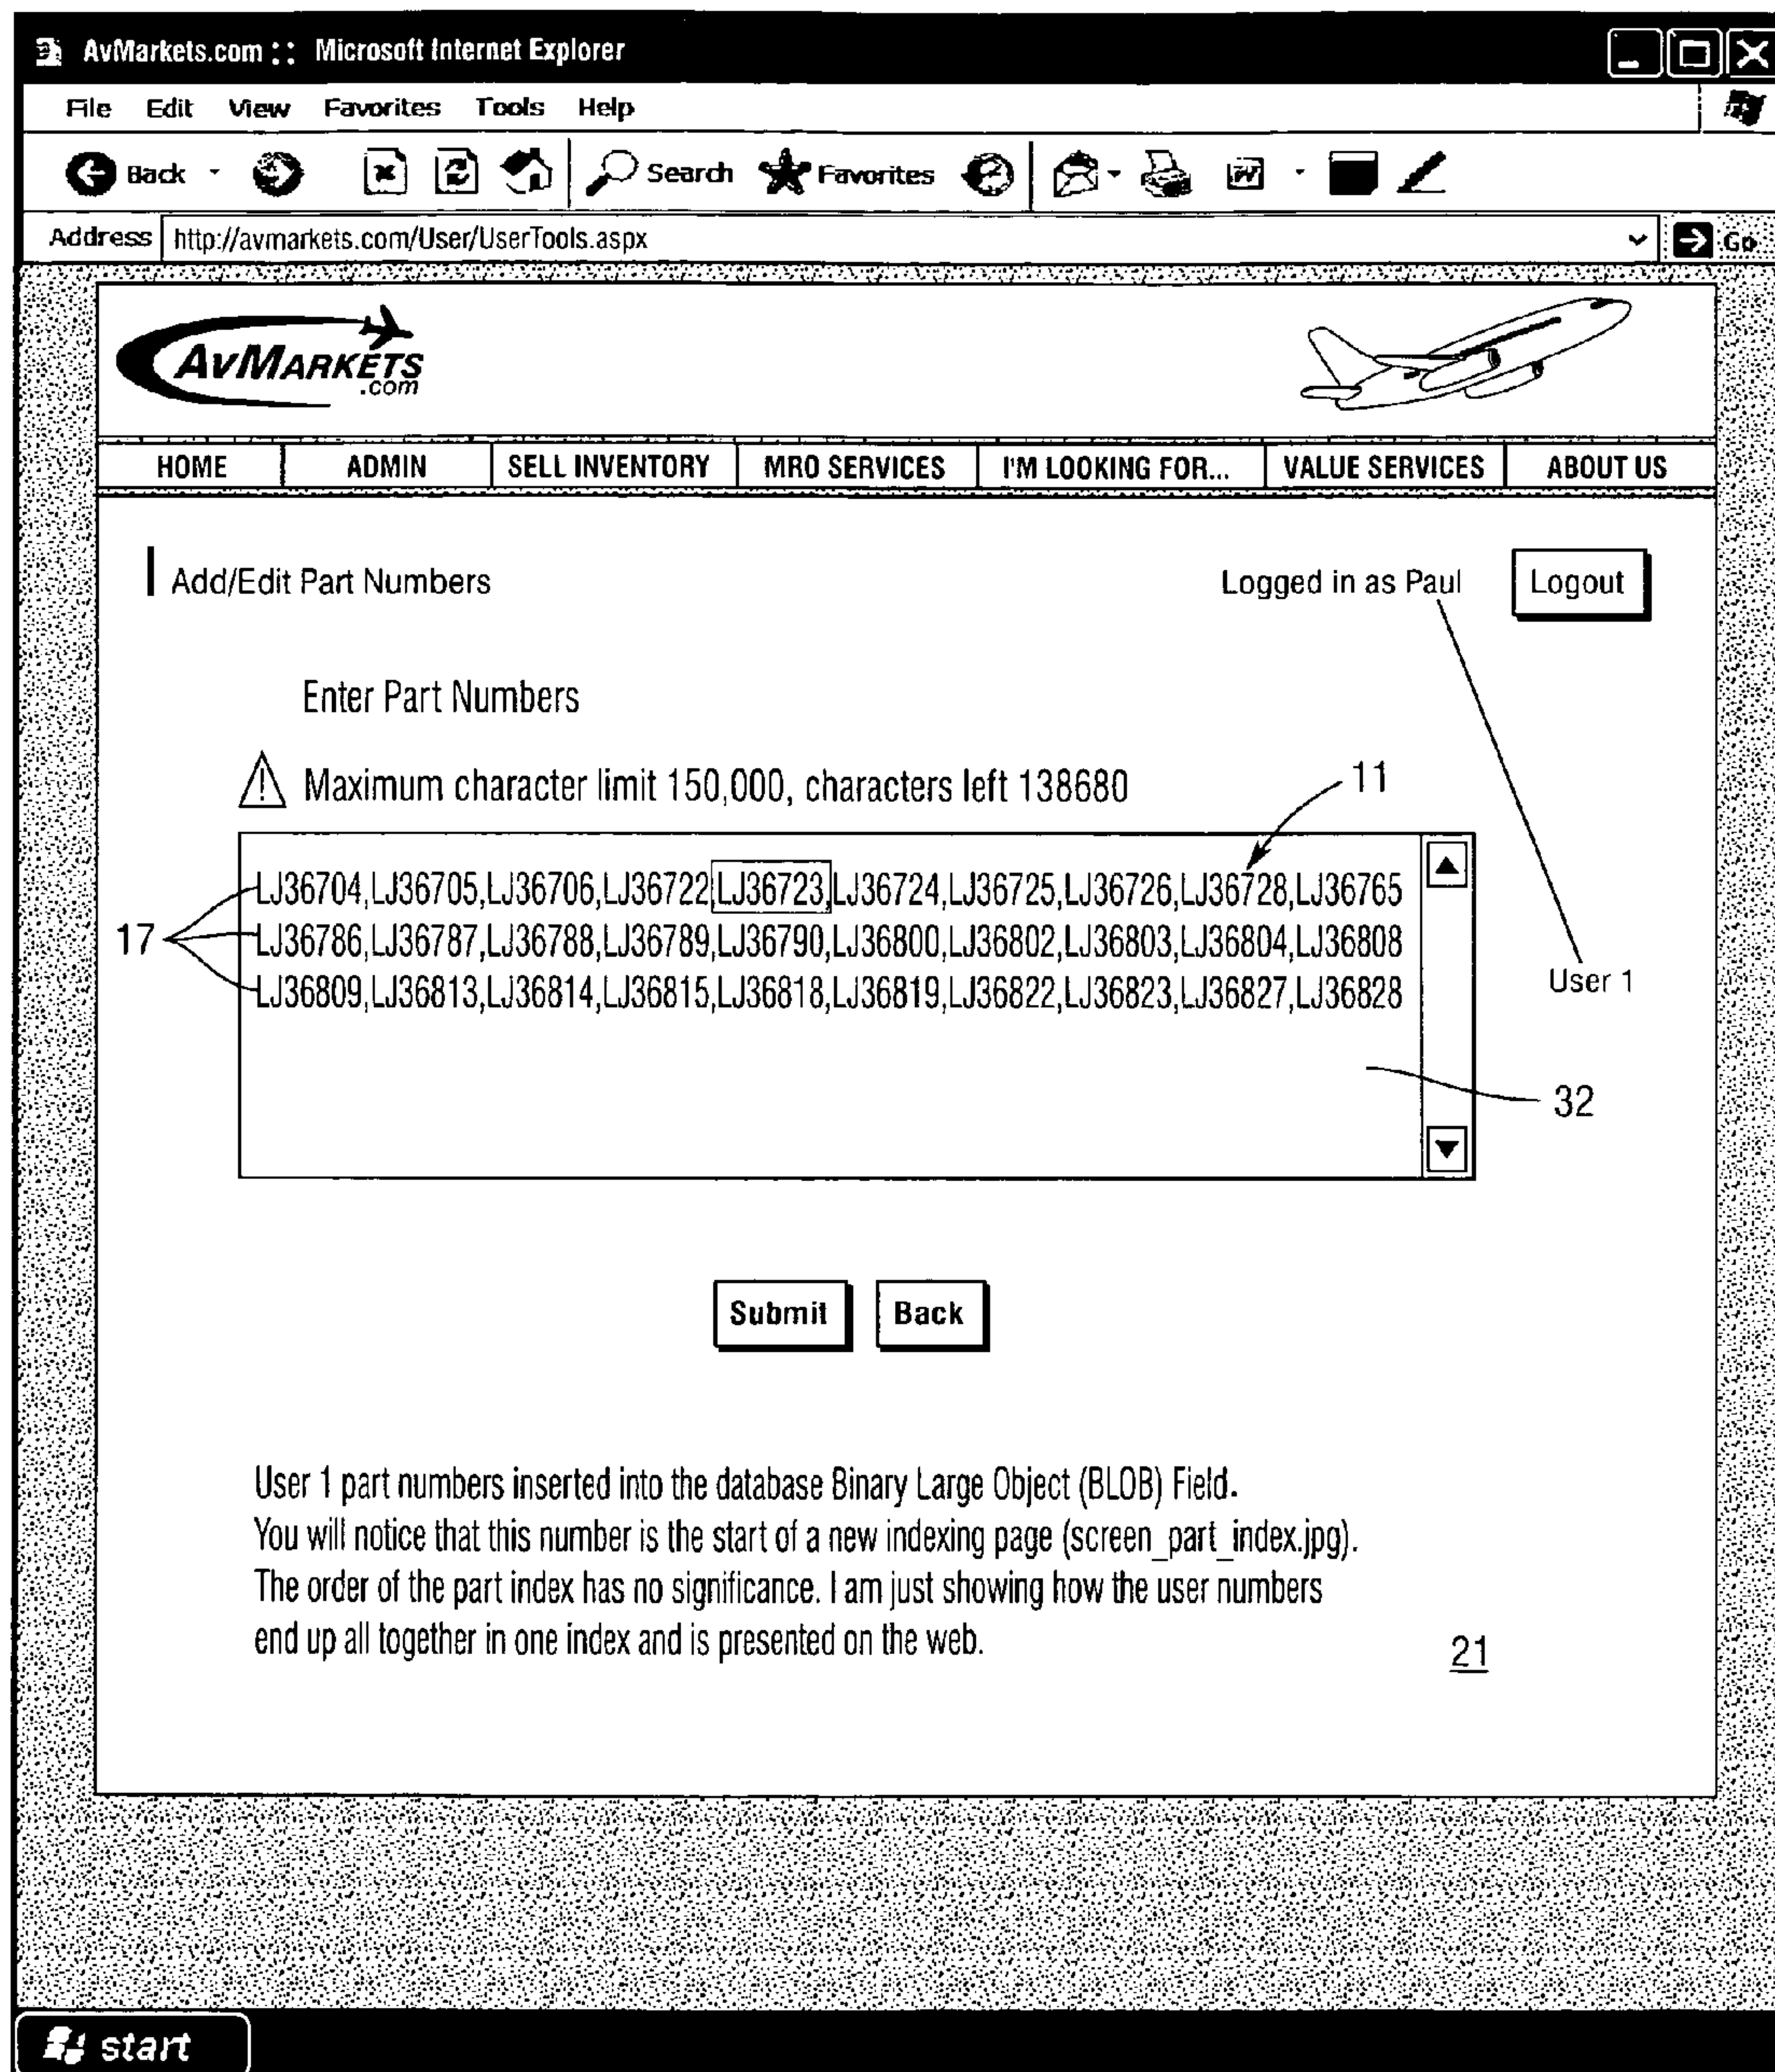 AvMarkets.com :: Microsoft Internet Explorer
File Edit View Favorites Tools Help
Back Search Favorites
Address http://avmarkets.com/User/UserTools.aspx Go
AVMARKETS
.com
HOME ADMIN SELL INVENTORY MRO SERVICES I'M LOOKING FOR... VALUE SERVICES ABOUT US
Add/Edit Part Numbers Logged in as Paul Logout
Enter Part Numbers
Maximum character limit 150,000, characters left 138680 11
LJ36704,LJ36705,LJ36706,LJ36722,LJ36723,LJ36724,LJ36725,LJ36726,LJ36728,LJ36765
17 LJ36786,LJ36787,LJ36788,LJ36789,LJ36790,LJ36800,LJ36802,LJ36803,LJ36804,LJ36808
LJ36809,LJ36813,LJ36814,LJ36815,LJ36818,LJ36819,LJ36822,LJ36823,LJ36827,LJ36828
User 1
32
Submit Back
User 1 part numbers inserted into the database Binary Large Object (BLOB) Field.
You will notice that this number is the start of a new indexing page (screen_part_index.jpg).
The order of the part index has no significance. I am just showing how the user numbers
end up all together in one index and is presented on the web.
21
start